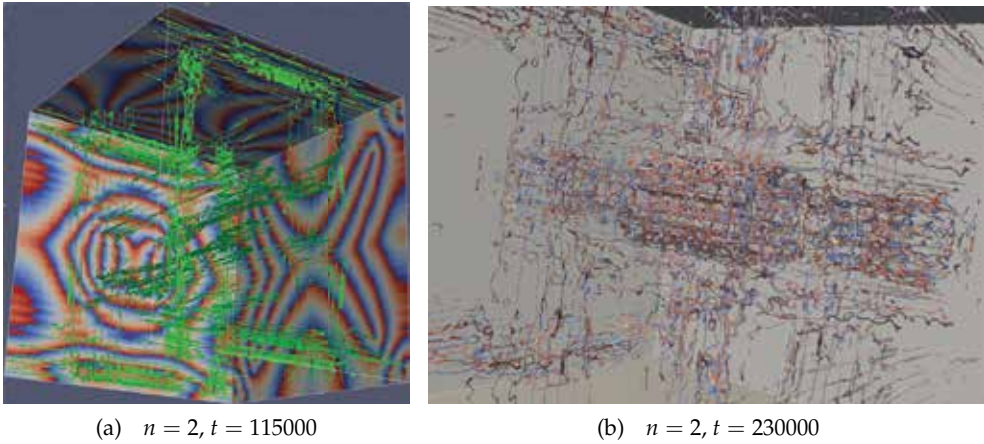 (a) n = 2, t = 115000
(b) n = 2, t = 230000